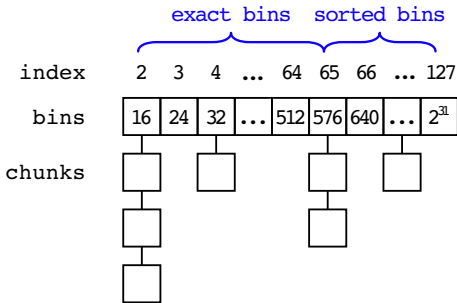 exact bins sorted bins
index 2 3 4 ... 64 65 66 ... 127
bins 16 24 32 ... 512 576 640 ... 2³¹
chunks